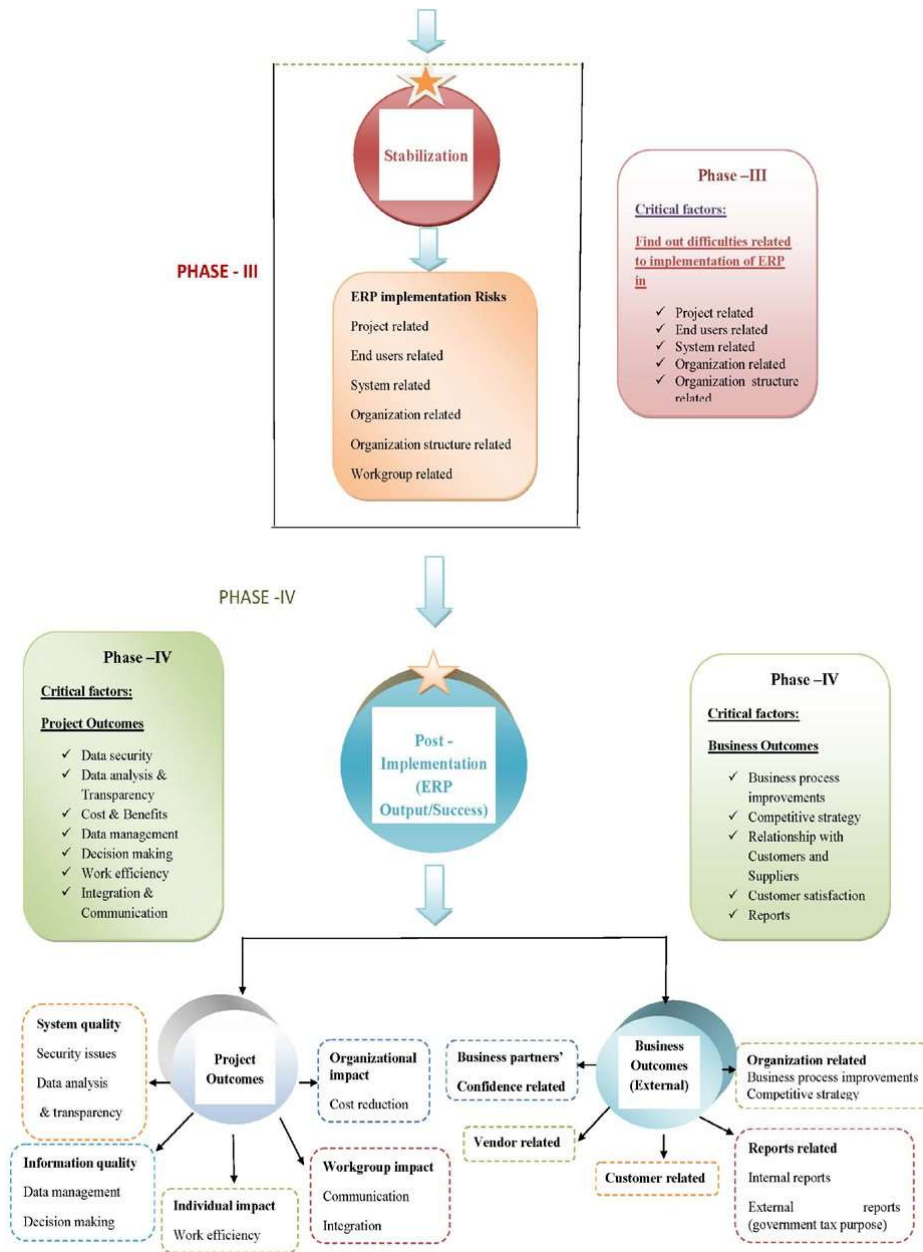 Stabilization
PHASE - III
ERP implementation Risks
Project related
End users related
System related
Organization related
Organization structure related
Workgroup related
Phase –III
Critical factors:
Find out difficulties related
to implementation of ERP
in
✓ Project related
✓ End users related
✓ System related
✓ Organization related
✓ Organization structure
related
PHASE -IV
Phase –IV
Critical factors:
Project Outcomes
✓ Data security
✓ Data analysis &
Transparency
✓ Cost & Benefits
✓ Data management
✓ Decision making
✓ Work efficiency
✓ Integration &
Communication
Post -
Implementation
(ERP
Output/Success)
Phase –IV
Critical factors:
Business Outcomes
✓ Business process
improvements
✓ Competitive strategy
✓ Relationship with
Customers and
Suppliers
✓ Customer satisfaction
✓ Reports
System quality
Security issues
Data analysis
& transparency
Project
Outcomes
Organizational
impact
Cost reduction
Information quality
Data management
Decision making
Individual impact
Work efficiency
Workgroup impact
Communication
Integration
Business partners’
Confidence related
Business
Outcomes
(External)
Organization related
Business process improvements
Competitive strategy
Vendor related
Customer related
Reports related
Internal reports
External reports
(government tax purpose)